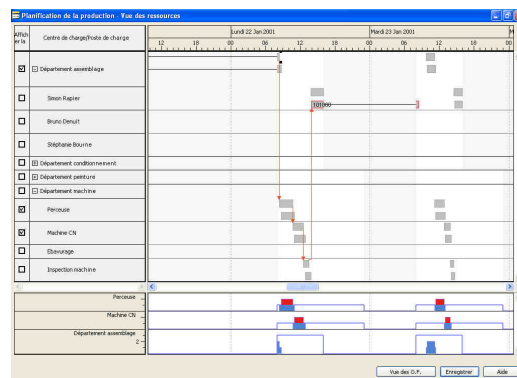 Planification de la production - Vue des ressources
Affich er la
Centre de charge/Poste de charge
Lundi 22 Jan 2001
Mardi 23 Jan 2001
M
12 18 00 06 12 18 00 06 12 18 00
Département assemblage
Simon Rapier
101000
Bruno Denuit
Stéphanie Bourne
Département conditionnement
Département peinture
Département machine
Perceuse
Machine CN
Ebavurage
Inspection machine
Perceuse
Machine CN
Département assemblage
2
Vue des O.F. Enregistrer Aide